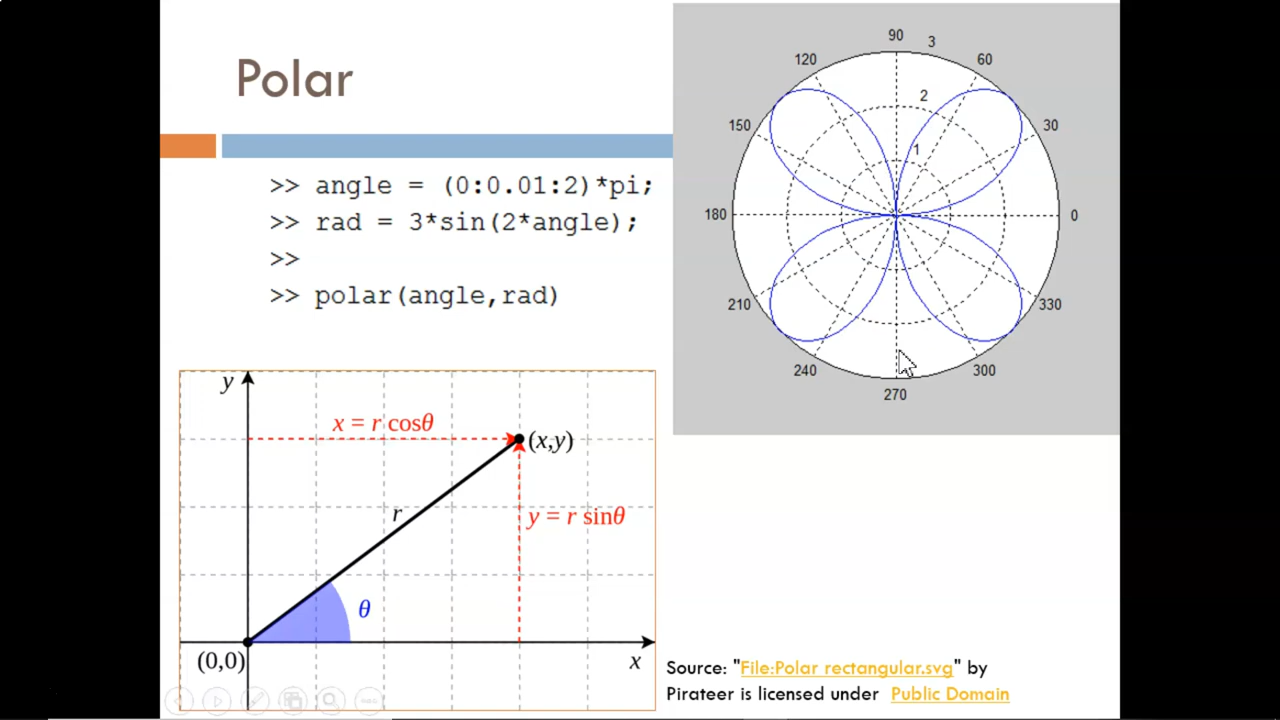 Polar
>> angle = (0:0.01:2)*pi;
>> rad = 3*sin(2*angle);
>>
>> polar(angle,rad)
90
3
120
60
2
150
30
1
180
0
210
330
240
300
270
y
x = r cosθ
(x,y)
r
y = r sinθ
θ
(0,0)
x
Source: "File:Polar rectangular.svg" by
Pirateer is licensed under Public Domain